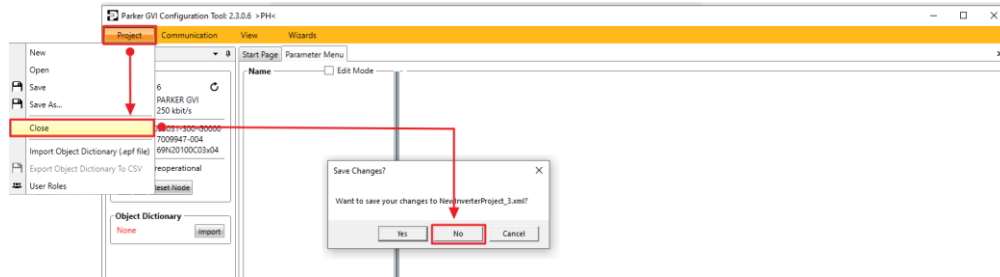 Parker GVI Configuration Tool: 2.3.0.6 >PH<
Project Communication View Wizards
New
Open
Save
Save As...
Close
Import Object Dictionary (.epf file)
Export Object Dictionary To CSV
User Roles
6
PARKER GVI
250 kbit/s
7009947-004
69N20100C03x04
reoperational
Reset Node
Object Dictionary
None Import
Start Page Parameter Menu
Name Edit Mode
Save Changes?
Want to save your changes to NewInverterProject_3.xml?
Yes No Cancel